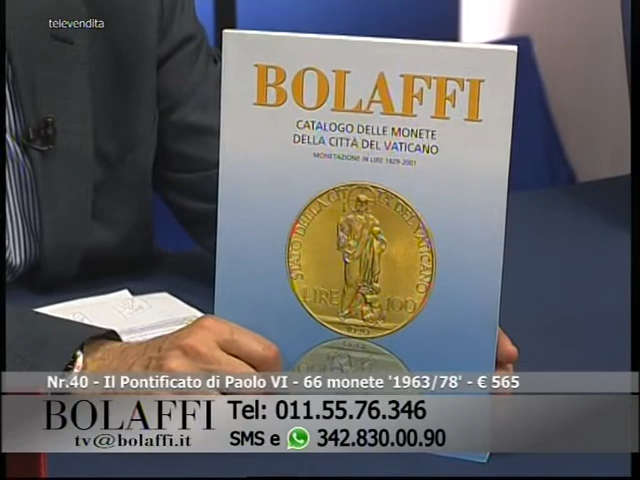 televendita
BOLAFFI
CATALOGO DELLE MONETE
DELLA CITTÀ DEL VATICANO
MONETAZIONE IN LIRE 1929-2001
STATO DELLA CITTÀ DEL VATICANO
LIRE 100
Nr.40 - Il Pontificato di Paolo VI - 66 monete '1963/78' - € 565
BOLAFFI Tel: 011.55.76.346
tv@bolaffi.it SMS e 342.830.00.90